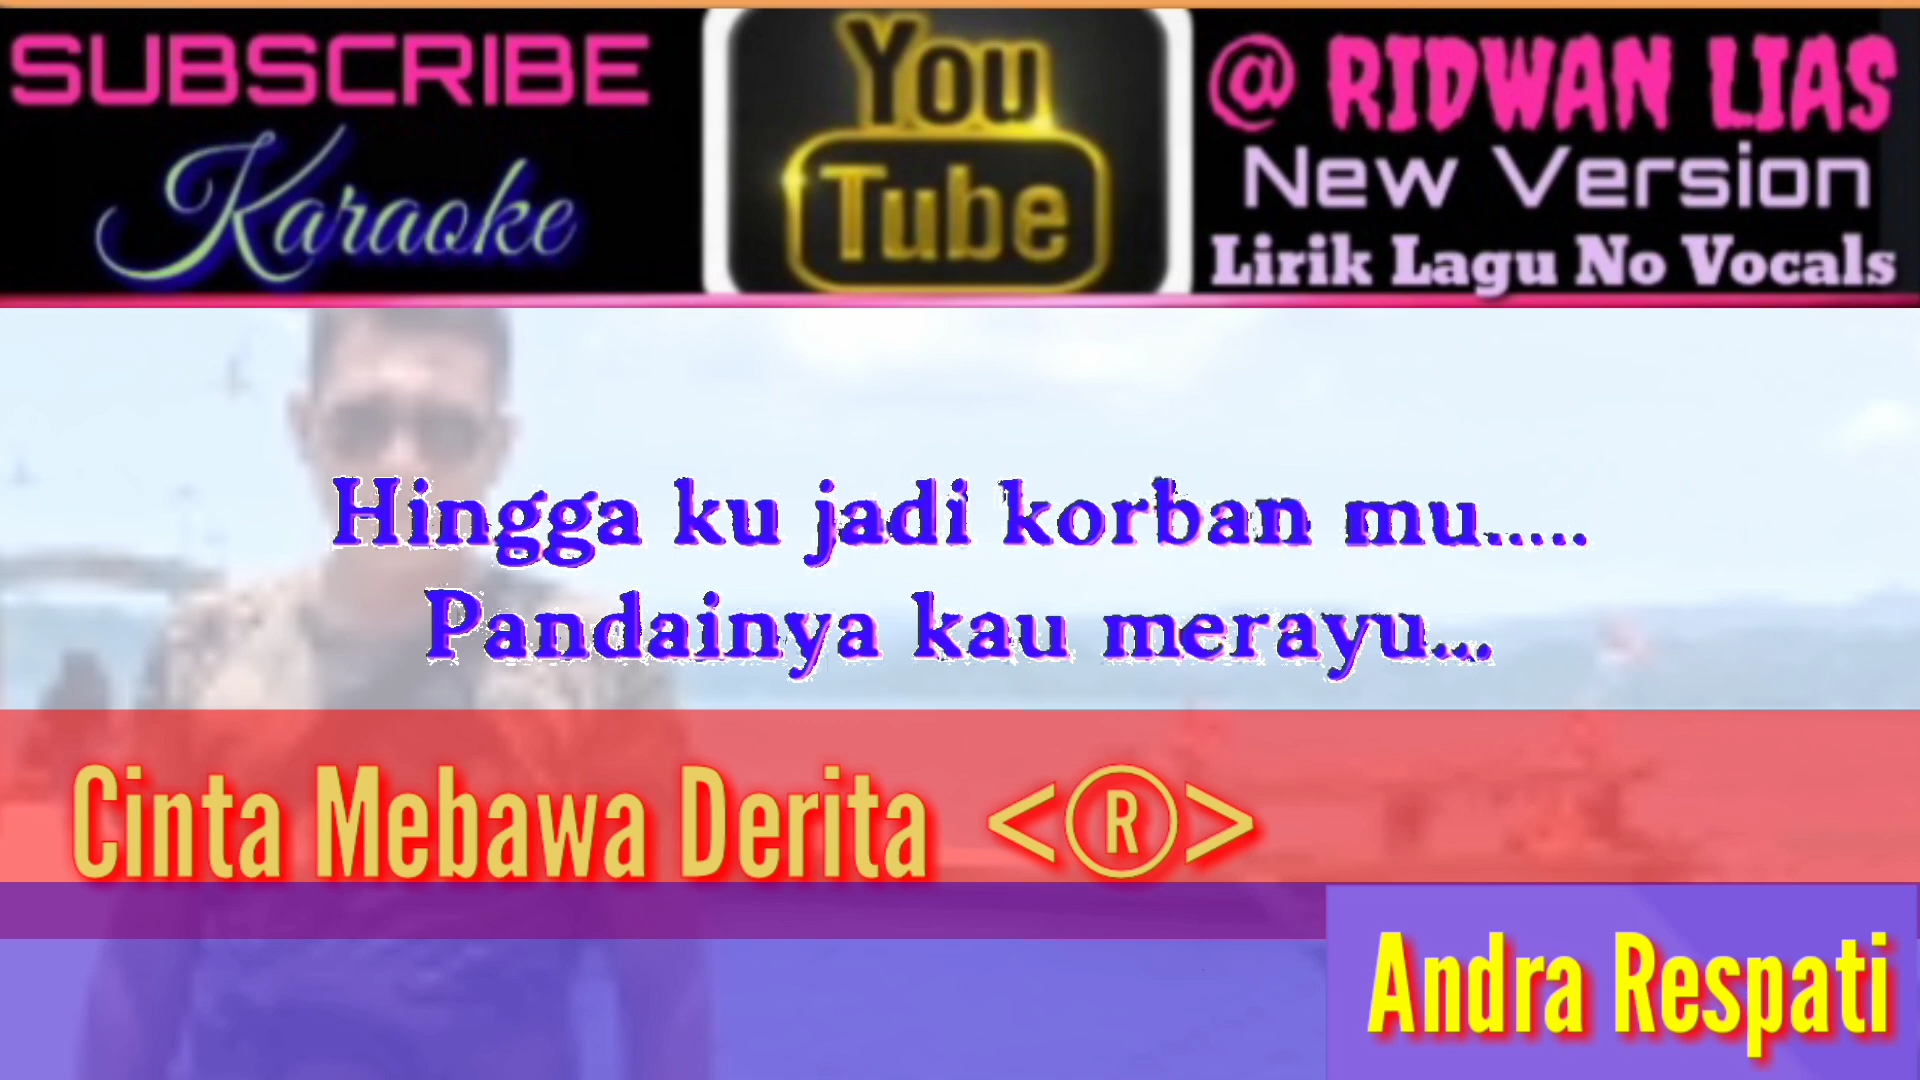 SUBSCRIBE
Karaoke
You
Tube
@ RIDWAN LIAS
New Version
Lirik Lagu No Vocals
Hingga ku jadi korban mu.....
Pandainya kau merayu...
Cinta Mebawa Derita <®>
Andra Respati